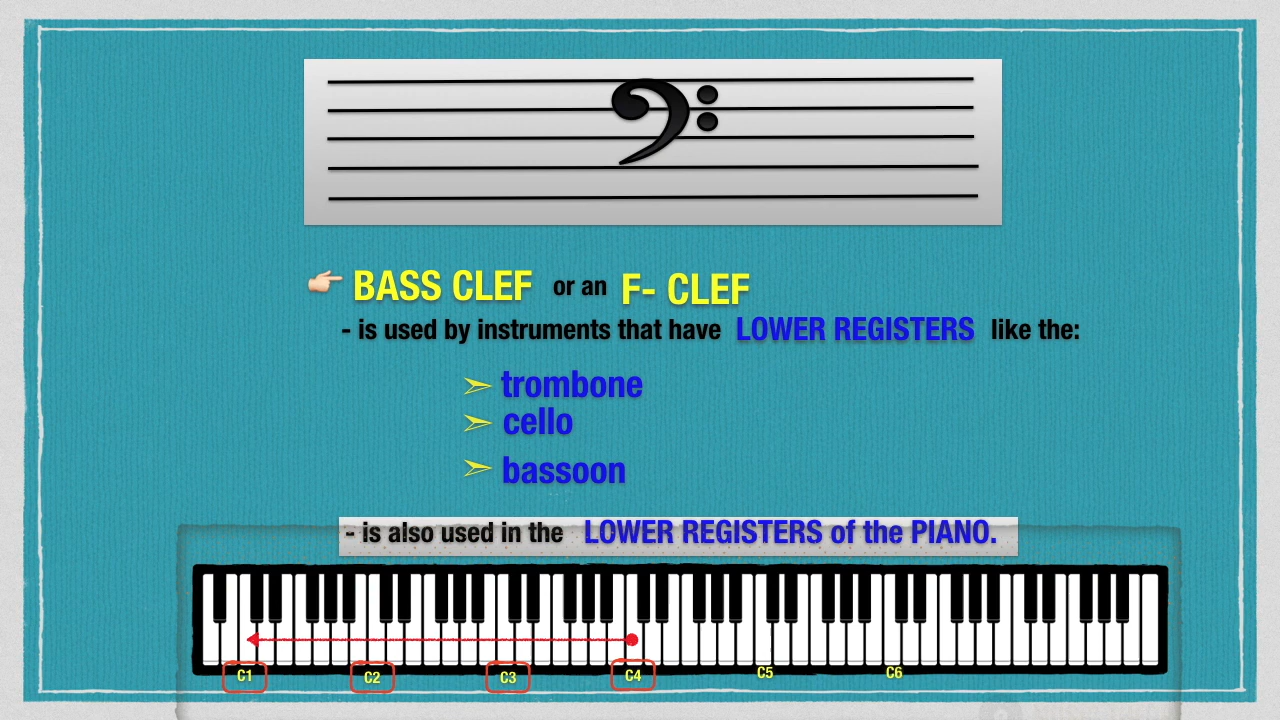 BASS CLEF or an F- CLEF
- is used by instruments that have LOWER REGISTERS like the:
➢ trombone
➢ cello
➢ bassoon
- is also used in the LOWER REGISTERS of the PIANO.
C1 C2 C3 C4 C5 C6